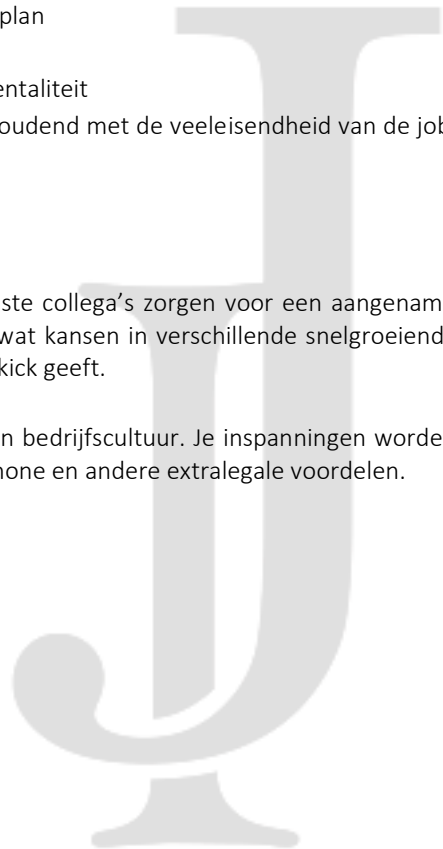 plan
entaliteit
oudend met de veeleisendheid van de job
ste collega’s zorgen voor een aangenam
wat kansen in verschillende snelgroeiend
kick geeft.
n bedrijfscultuur. Je inspanningen worde
one en andere extralegale voordelen.